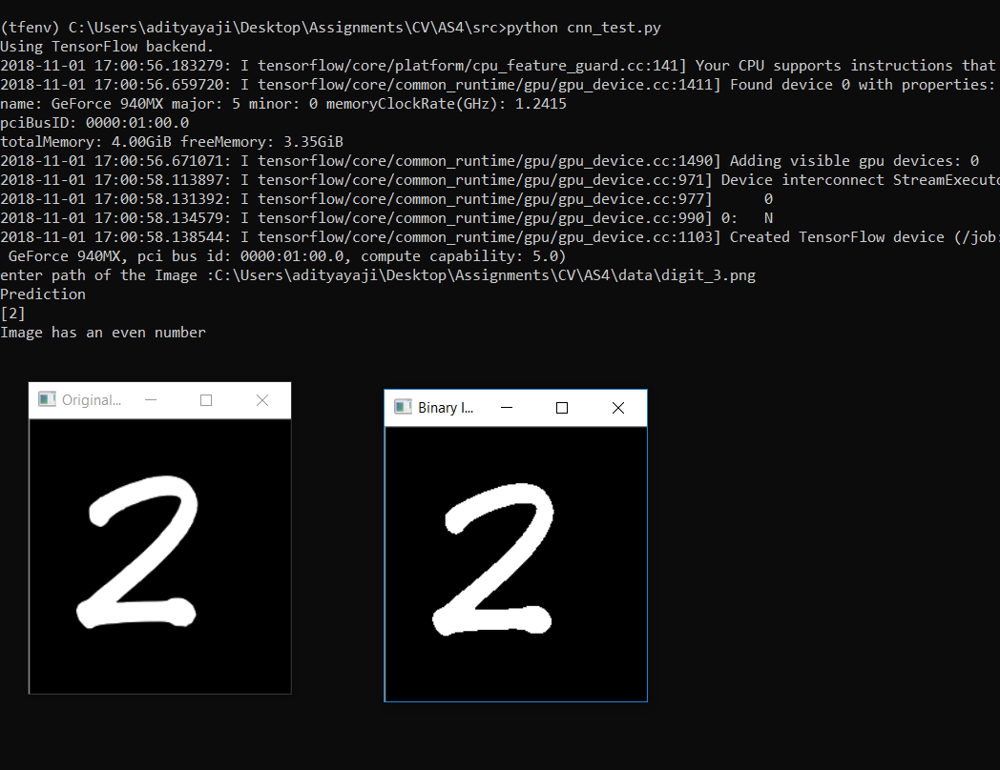 (tfenv) C:\Users\adityayaji\Desktop\Assignments\CV\AS4\src>python cnn_test.py
Using TensorFlow backend.
2018-11-01 17:00:56.183279: I tensorflow/core/platform/cpu_feature_guard.cc:141] Your CPU supports instructions that
2018-11-01 17:00:56.659720: I tensorflow/core/common_runtime/gpu/gpu_device.cc:1411] Found device 0 with properties:
name: GeForce 940MX major: 5 minor: 0 memoryClockRate(GHz): 1.2415
pciBusID: 0000:01:00.0
totalMemory: 4.00GiB freeMemory: 3.35GiB
2018-11-01 17:00:56.671071: I tensorflow/core/common_runtime/gpu/gpu_device.cc:1490] Adding visible gpu devices: 0
2018-11-01 17:00:58.113897: I tensorflow/core/common_runtime/gpu/gpu_device.cc:971] Device interconnect StreamExecuto
2018-11-01 17:00:58.131392: I tensorflow/core/common_runtime/gpu/gpu_device.cc:977]      0
2018-11-01 17:00:58.134579: I tensorflow/core/common_runtime/gpu/gpu_device.cc:990] 0:   N
2018-11-01 17:00:58.138544: I tensorflow/core/common_runtime/gpu/gpu_device.cc:1103] Created TensorFlow device (/job:
 GeForce 940MX, pci bus id: 0000:01:00.0, compute capability: 5.0)
enter path of the Image :C:\Users\adityayaji\Desktop\Assignments\CV\AS4\data\digit_3.png
Prediction
[2]
Image has an even number
Original...
2
Binary I...
2